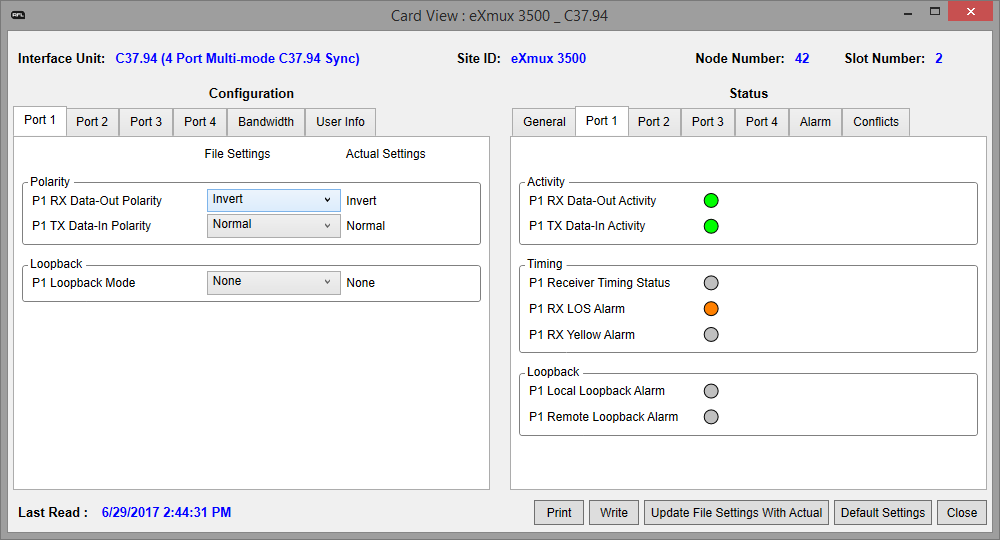 AFL
Card View : eXmux 3500 _ C37.94
Interface Unit: C37.94 (4 Port Multi-mode C37.94 Sync) Site ID: eXmux 3500 Node Number: 42 Slot Number: 2
Configuration
Port 1 Port 2 Port 3 Port 4 Bandwidth User Info
File Settings Actual Settings
Polarity
P1 RX Data-Out Polarity Invert Invert
P1 TX Data-In Polarity Normal Normal
Loopback
P1 Loopback Mode None None
Status
General Port 1 Port 2 Port 3 Port 4 Alarm Conflicts
Activity
P1 RX Data-Out Activity
P1 TX Data-In Activity
Timing
P1 Receiver Timing Status
P1 RX LOS Alarm
P1 RX Yellow Alarm
Loopback
P1 Local Loopback Alarm
P1 Remote Loopback Alarm
Last Read : 6/29/2017 2:44:31 PM
Print Write Update File Settings With Actual Default Settings Close